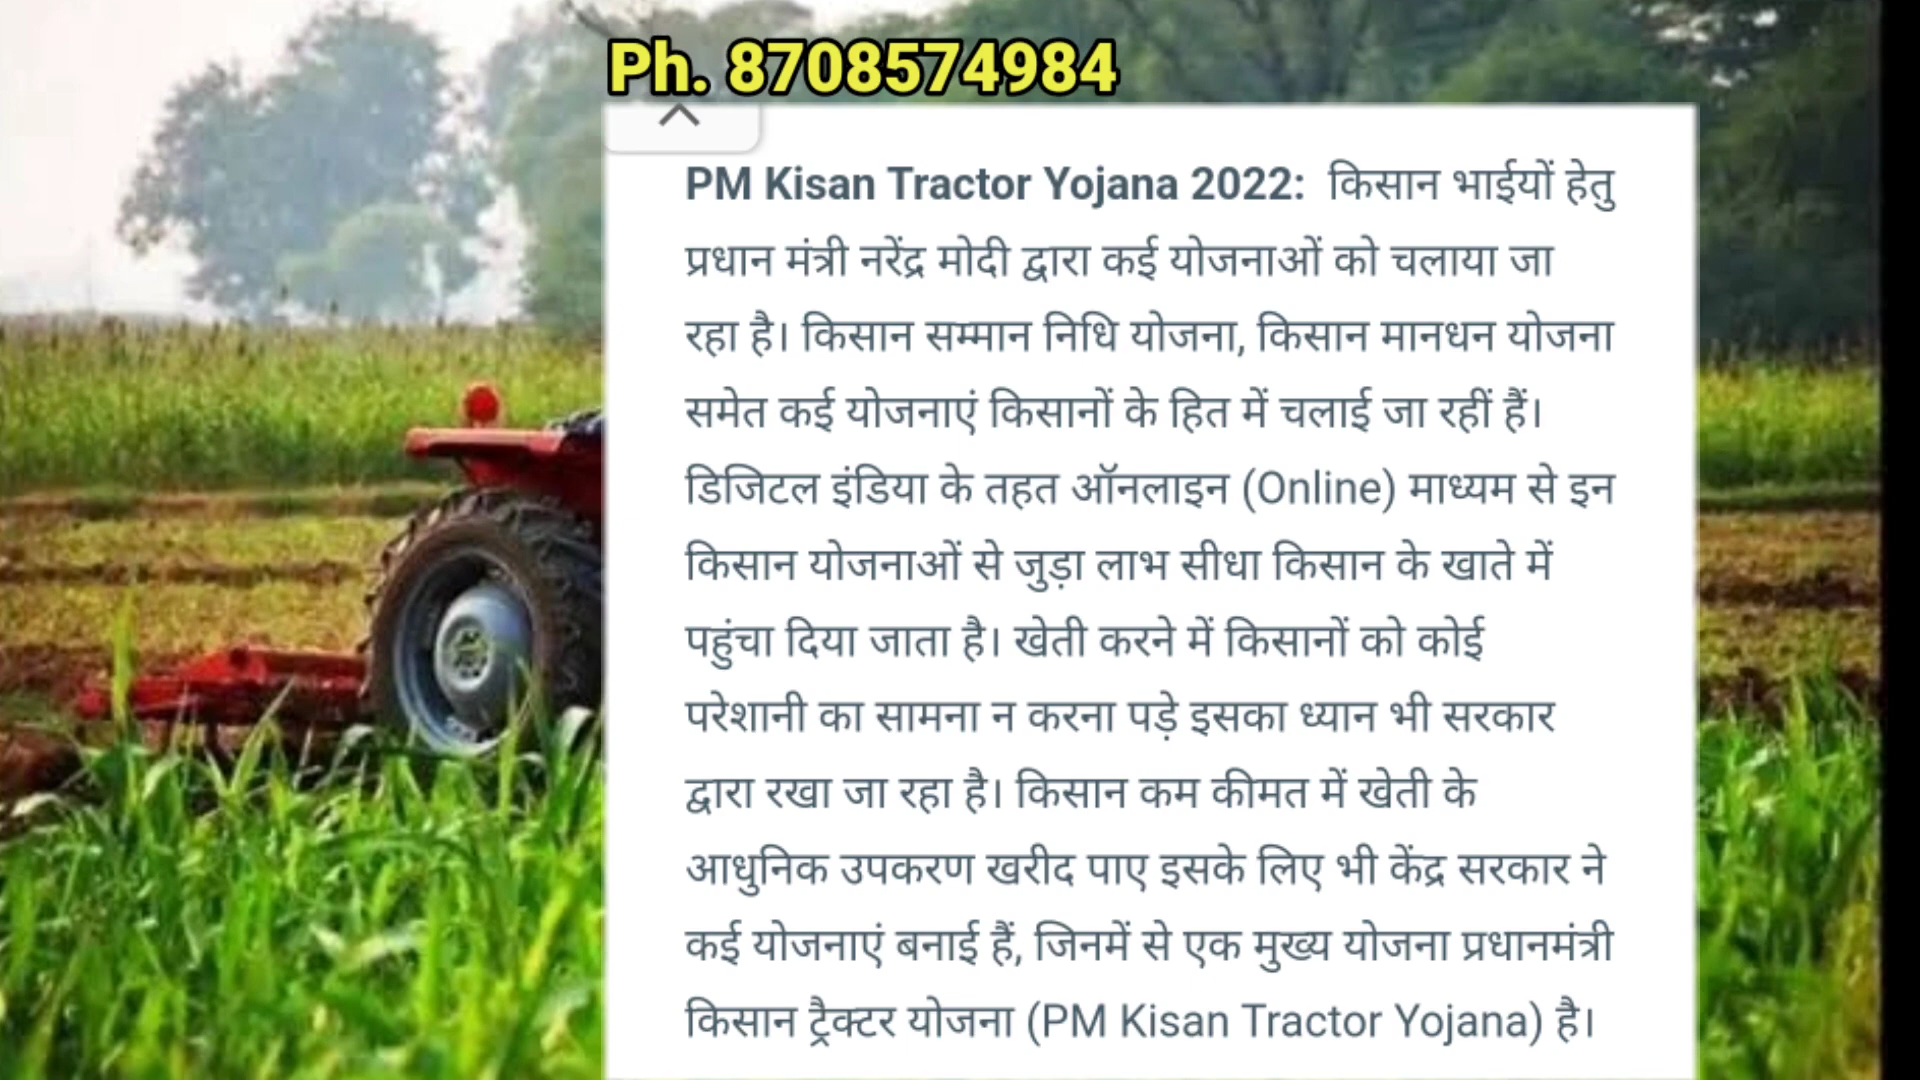 Ph. 8708574984
PM Kisan Tractor Yojana 2022: किसान भाईयों हेतु
प्रधान मंत्री नरेंद्र मोदी द्वारा कई योजनाओं को चलाया जा
रहा है। किसान सम्मान निधि योजना, किसान मानधन योजना
समेत कई योजनाएं किसानों के हित में चलाई जा रहीं हैं।
डिजिटल इंडिया के तहत ऑनलाइन (Online) माध्यम से इन
किसान योजनाओं से जुड़ा लाभ सीधा किसान के खाते में
पहुंचा दिया जाता है। खेती करने में किसानों को कोई
परेशानी का सामना न करना पड़े इसका ध्यान भी सरकार
द्वारा रखा जा रहा है। किसान कम कीमत में खेती के
आधुनिक उपकरण खरीद पाए इसके लिए भी केंद्र सरकार ने
कई योजनाएं बनाई हैं, जिनमें से एक मुख्य योजना प्रधानमंत्री
किसान ट्रैक्टर योजना (PM Kisan Tractor Yojana) है।